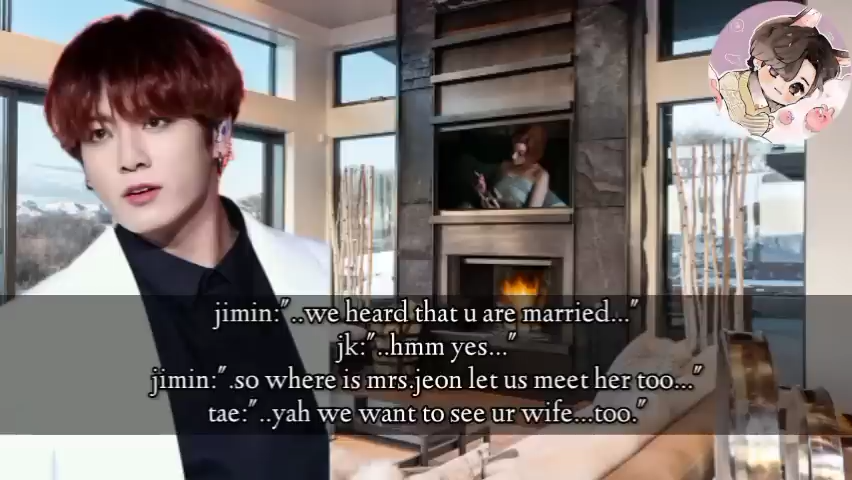 jimin:"..we heard that u are married..."
jk:"..hmm yes..."
jimin:".so where is mrs.jeon let us meet her too..."
tae:"..yah we want to see ur wife...too."